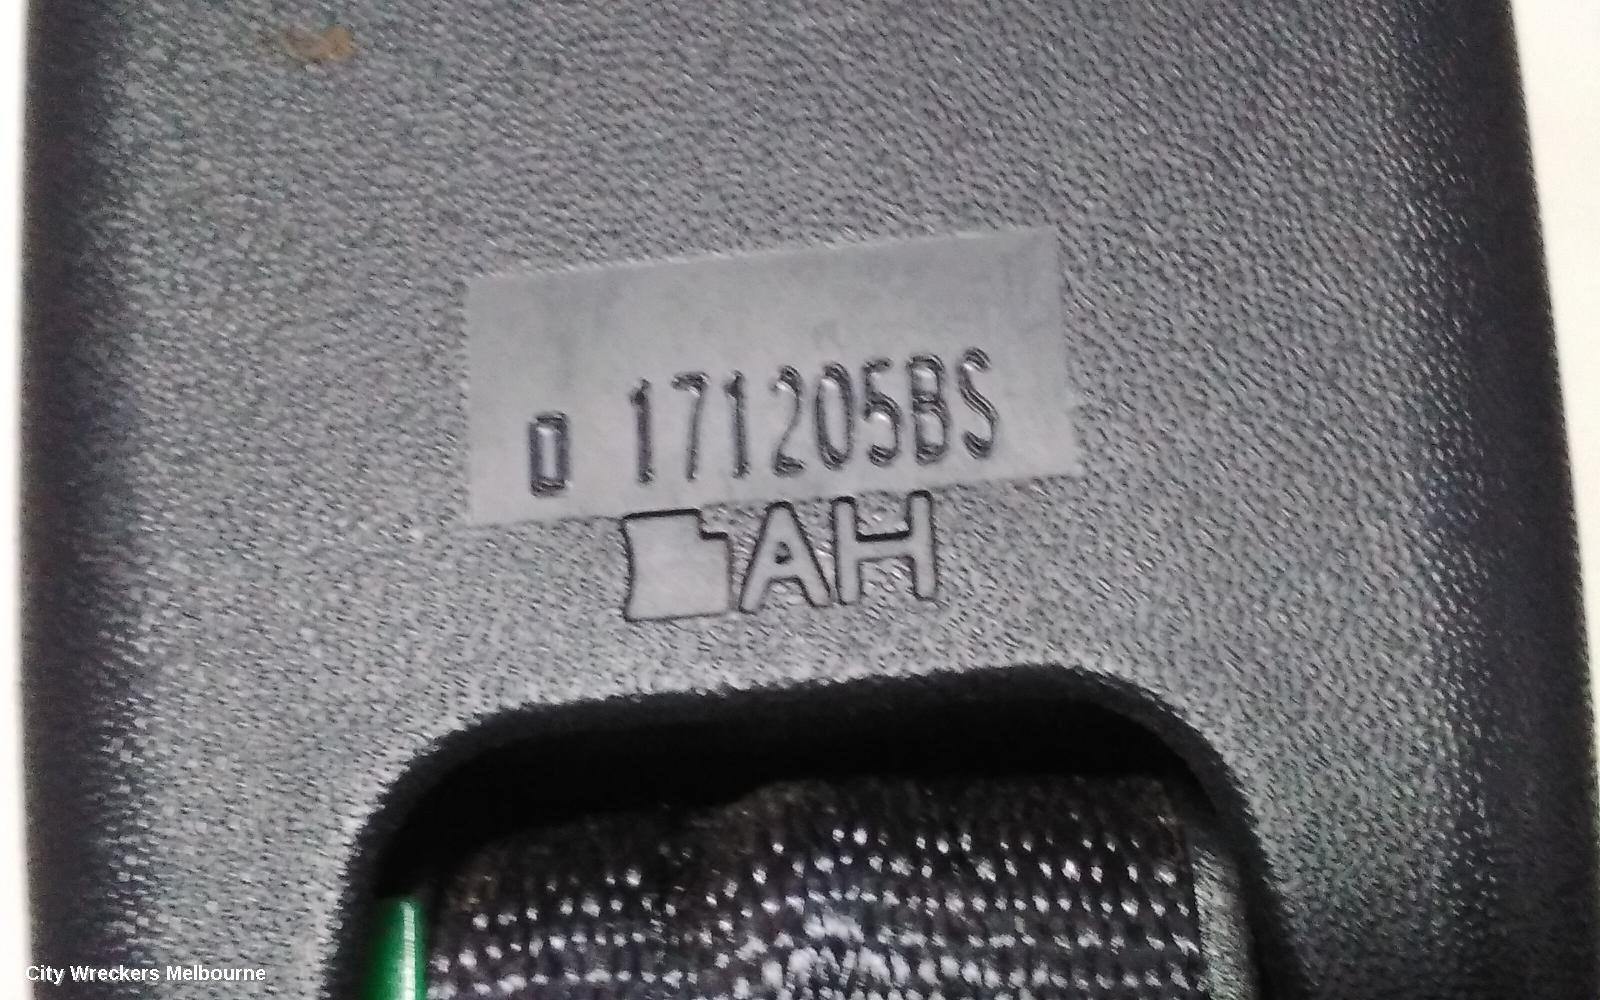 0 171205BS
AH
City Wreckers Melbourne